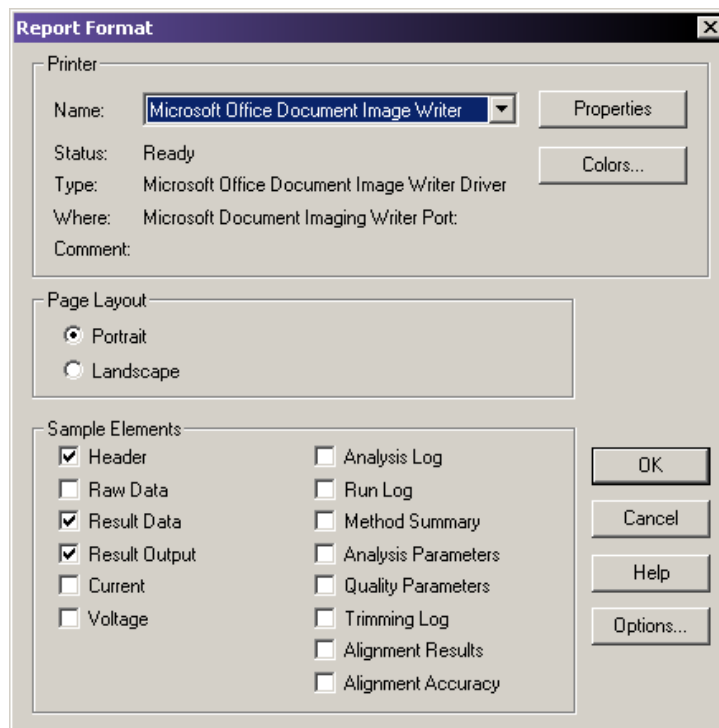 Report Format
Printer
Name: Microsoft Office Document Image Writer Properties
Status: Ready
Colors...
Type: Microsoft Office Document Image Writer Driver
Where: Microsoft Document Imaging Writer Port:
Comment:
Page Layout
Portrait
Landscape
Sample Elements
Header
Raw Data
Result Data
Result Output
Current
Voltage
Analysis Log
Run Log
Method Summary
Analysis Parameters
Quality Parameters
Trimming Log
Alignment Results
Alignment Accuracy
OK
Cancel
Help
Options...